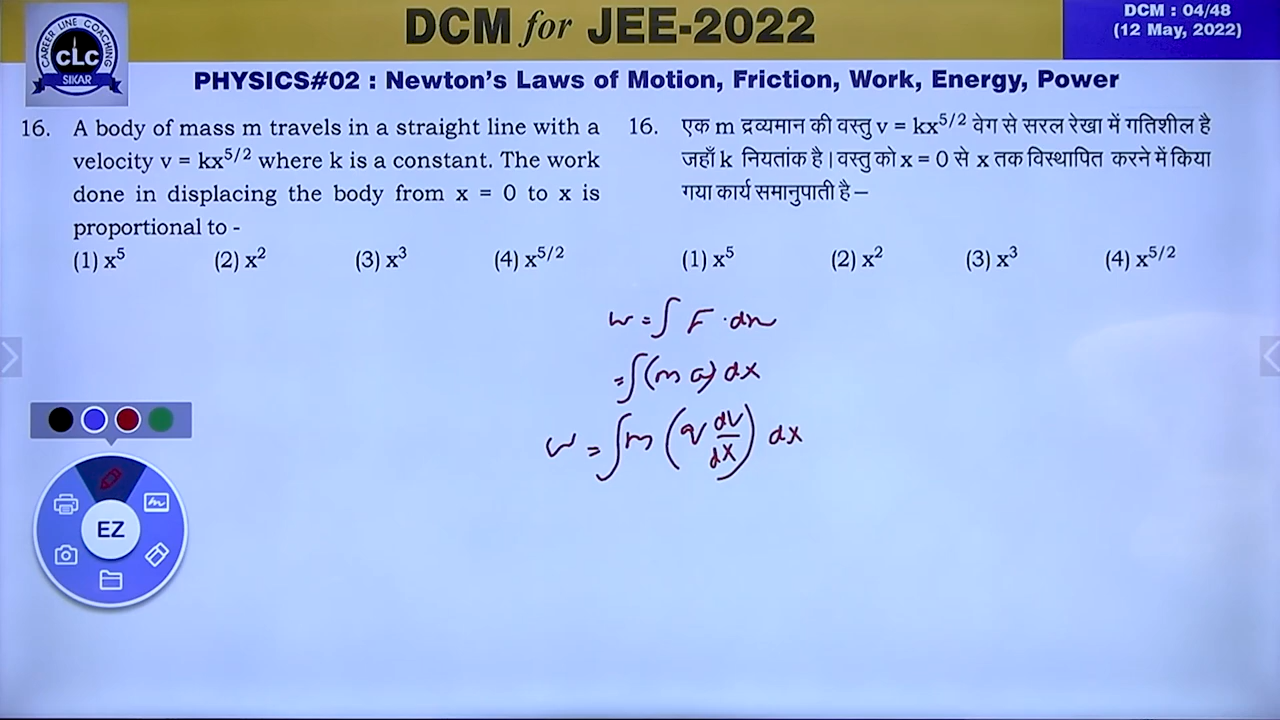 DCM for JEE-2022
DCM : 04/48
(12 May, 2022)
CAREER LINE COACHING
CLC
SIKAR
PHYSICS#02 : Newton's Laws of Motion, Friction, Work, Energy, Power
16. A body of mass m travels in a straight line with a
velocity v = kx^5/2 where k is a constant. The work
done in displacing the body from x = 0 to x is
proportional to -
(1) x^5 (2) x^2 (3) x^3 (4) x^5/2
16. एक m द्रव्यमान की वस्तु v = kx^5/2 वेग से सरल रेखा में गतिशील है
जहाँ k नियतांक है। वस्तु को x = 0 से x तक विस्थापित करने में किया
गया कार्य समानुपाती है –
(1) x^5 (2) x^2 (3) x^3 (4) x^5/2
w = ∫ F · dx
= ∫(m a) dx
W = ∫m (v dv/dx) dx
EZ